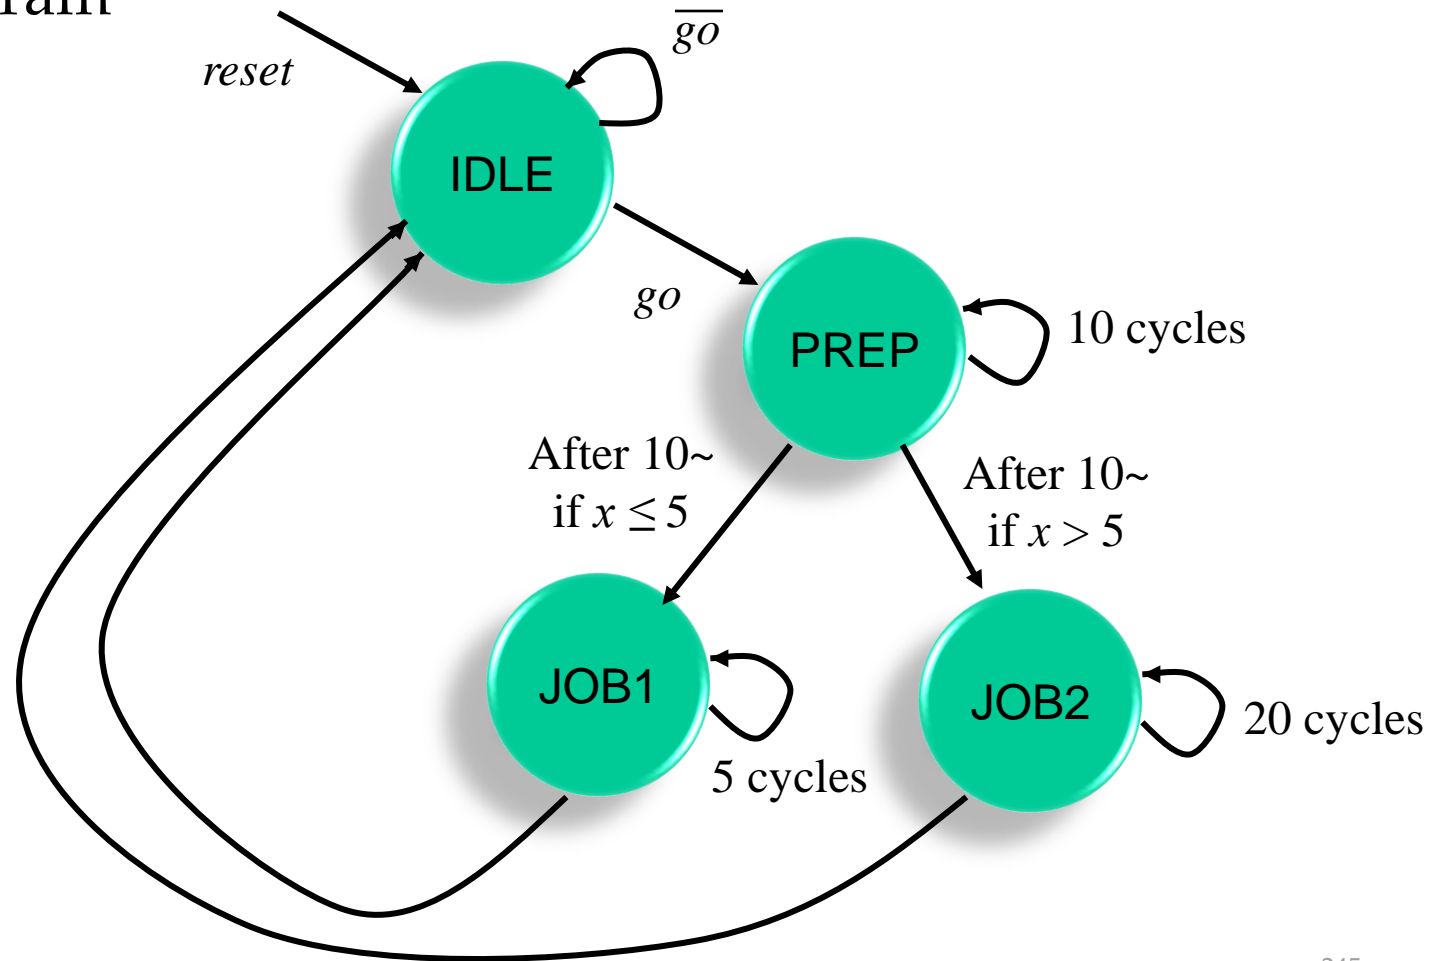 reset
g̅o̅
IDLE
go
PREP
10 cycles
After 10~
if x ≤ 5
After 10~
if x > 5
JOB1
5 cycles
JOB2
20 cycles